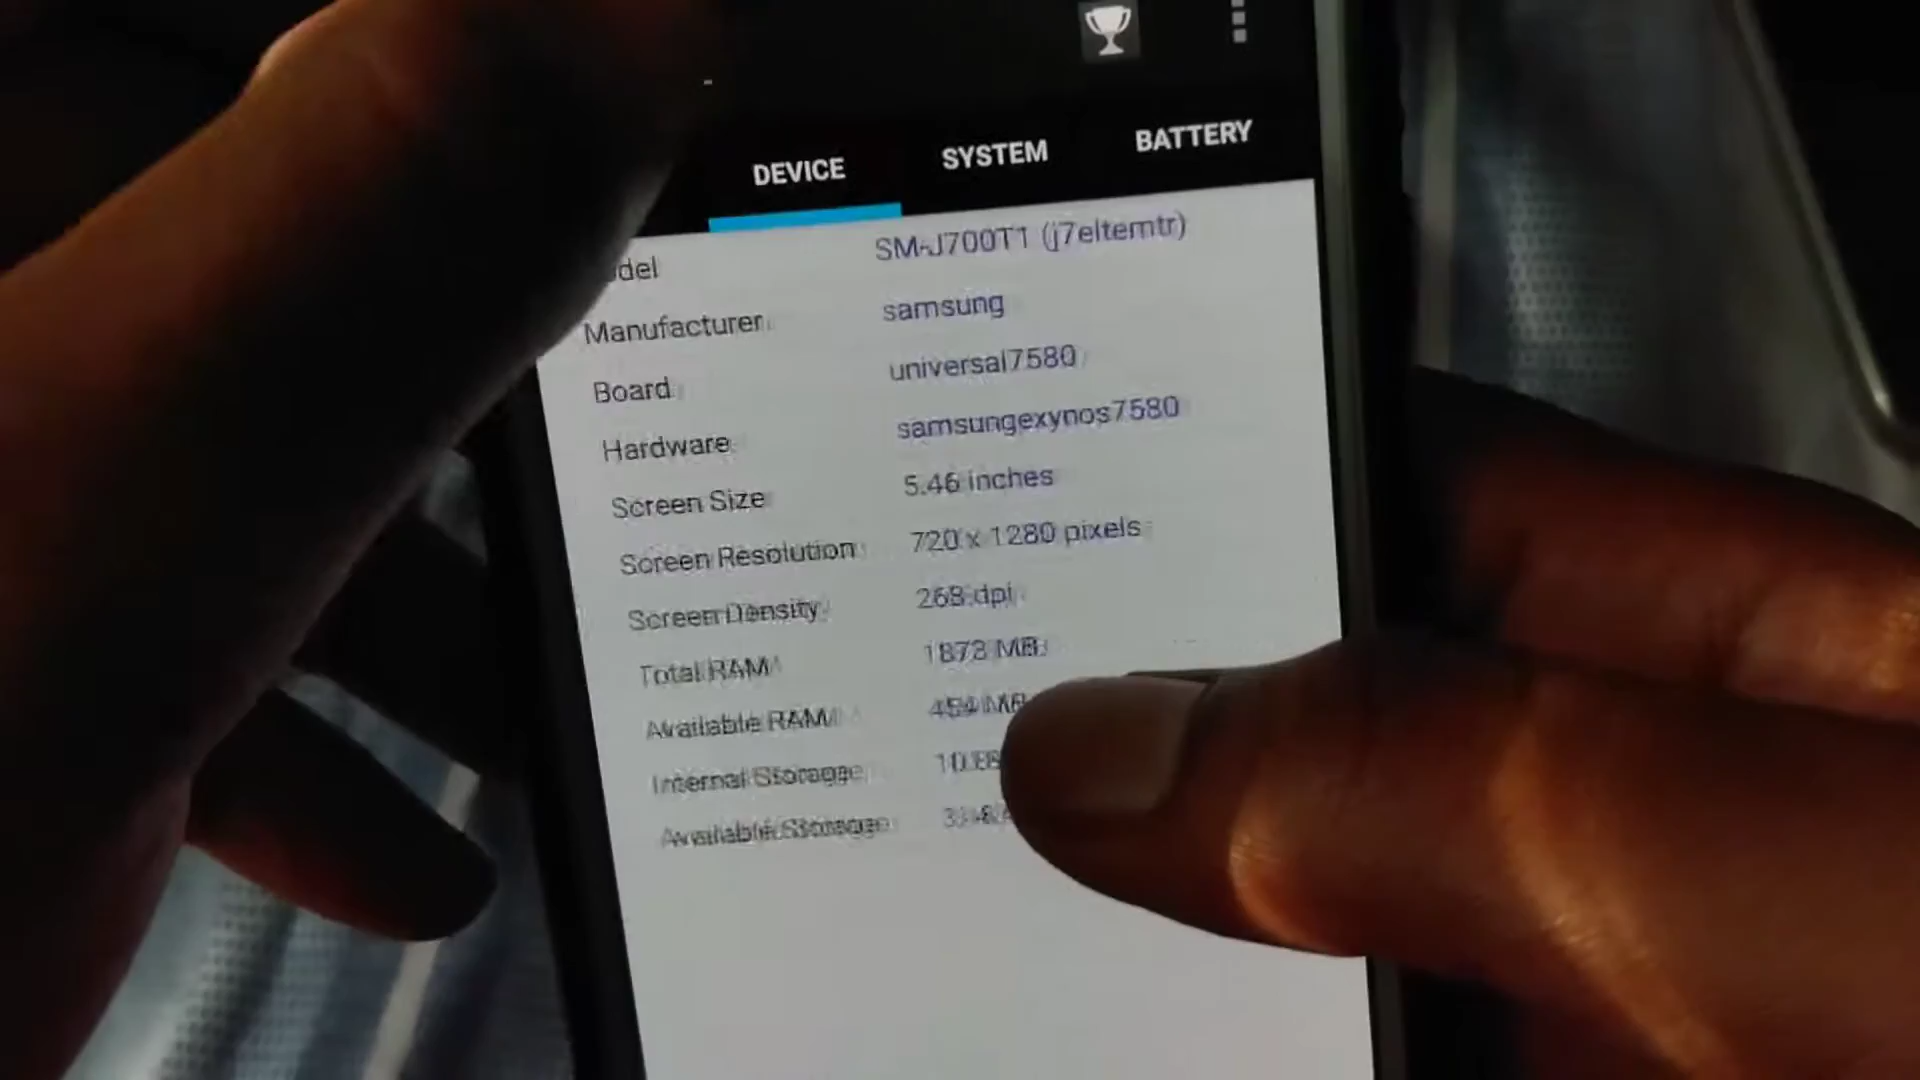 DEVICE SYSTEM BATTERY
SM-J700T1 (j7eltemtr)
Manufacturer samsung
Board universal7580
Hardware samsungexynos7580
Screen Size 5.46 inches
Screen Resolution 720 x 1280 pixels
Screen Density 268 dpi
Total RAM 1873 MB
Available RAM MB
Internal Storage
Available Storage